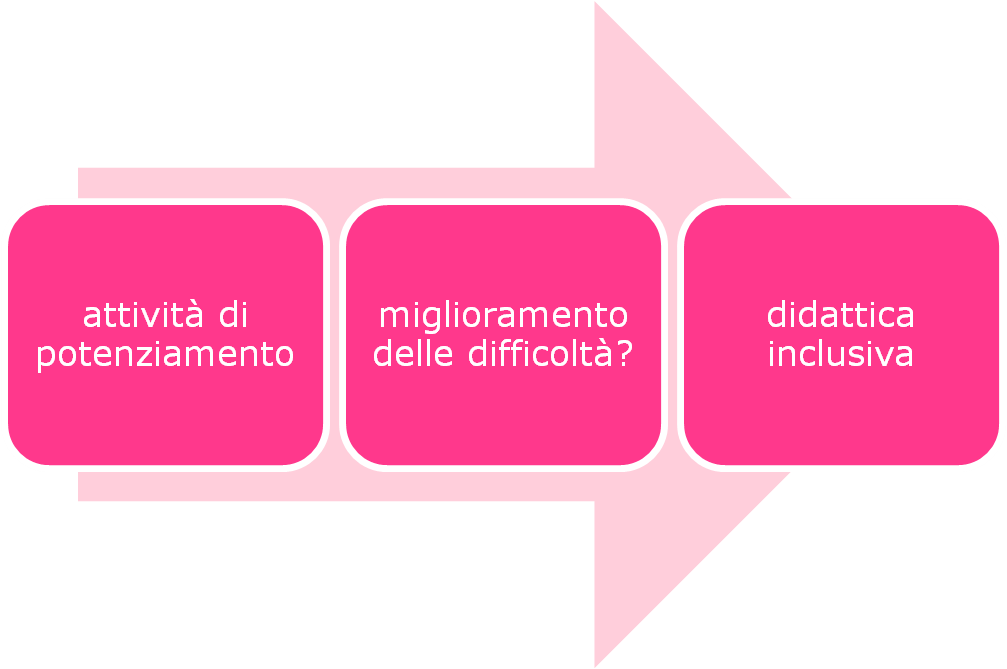 attività di
potenziamento
miglioramento
delle difficoltà?
didattica
inclusiva